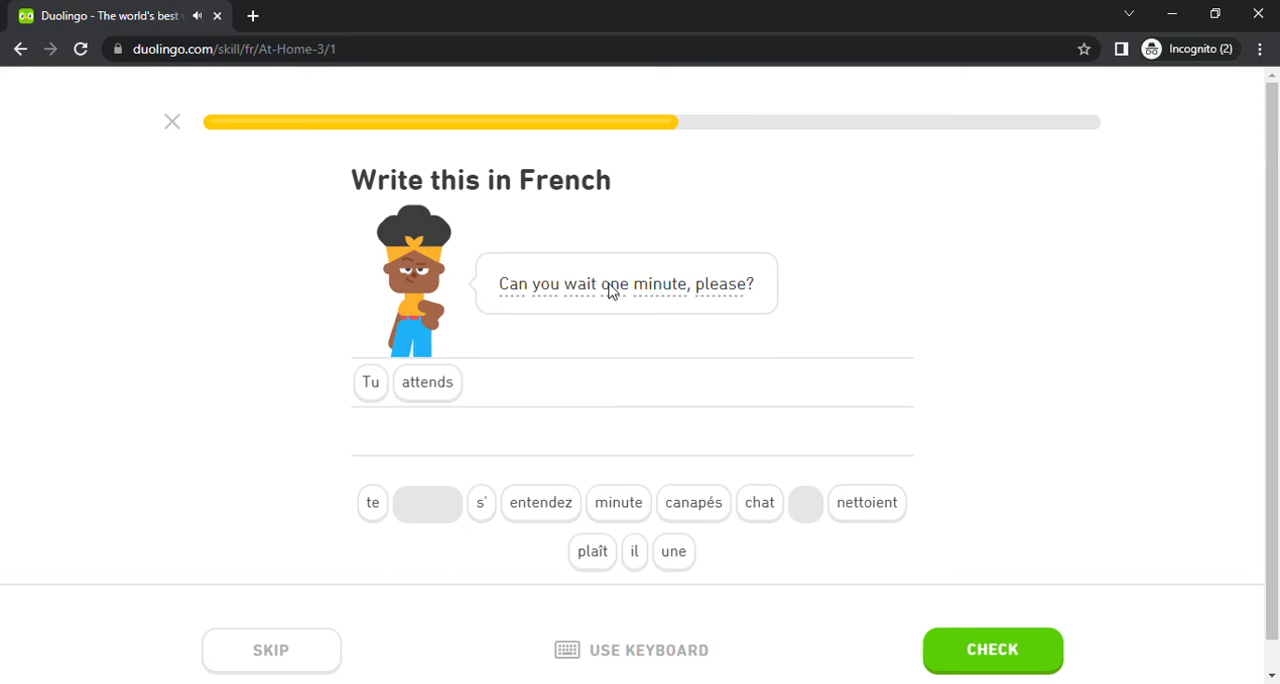 Duolingo - The world's best
duolingo.com/skill/fr/At-Home-3/1
Incognito (2)
Write this in French
Can you wait one minute, please?
Tu attends
te s' entendez minute canapés chat nettoient
plaît il une
SKIP USE KEYBOARD CHECK